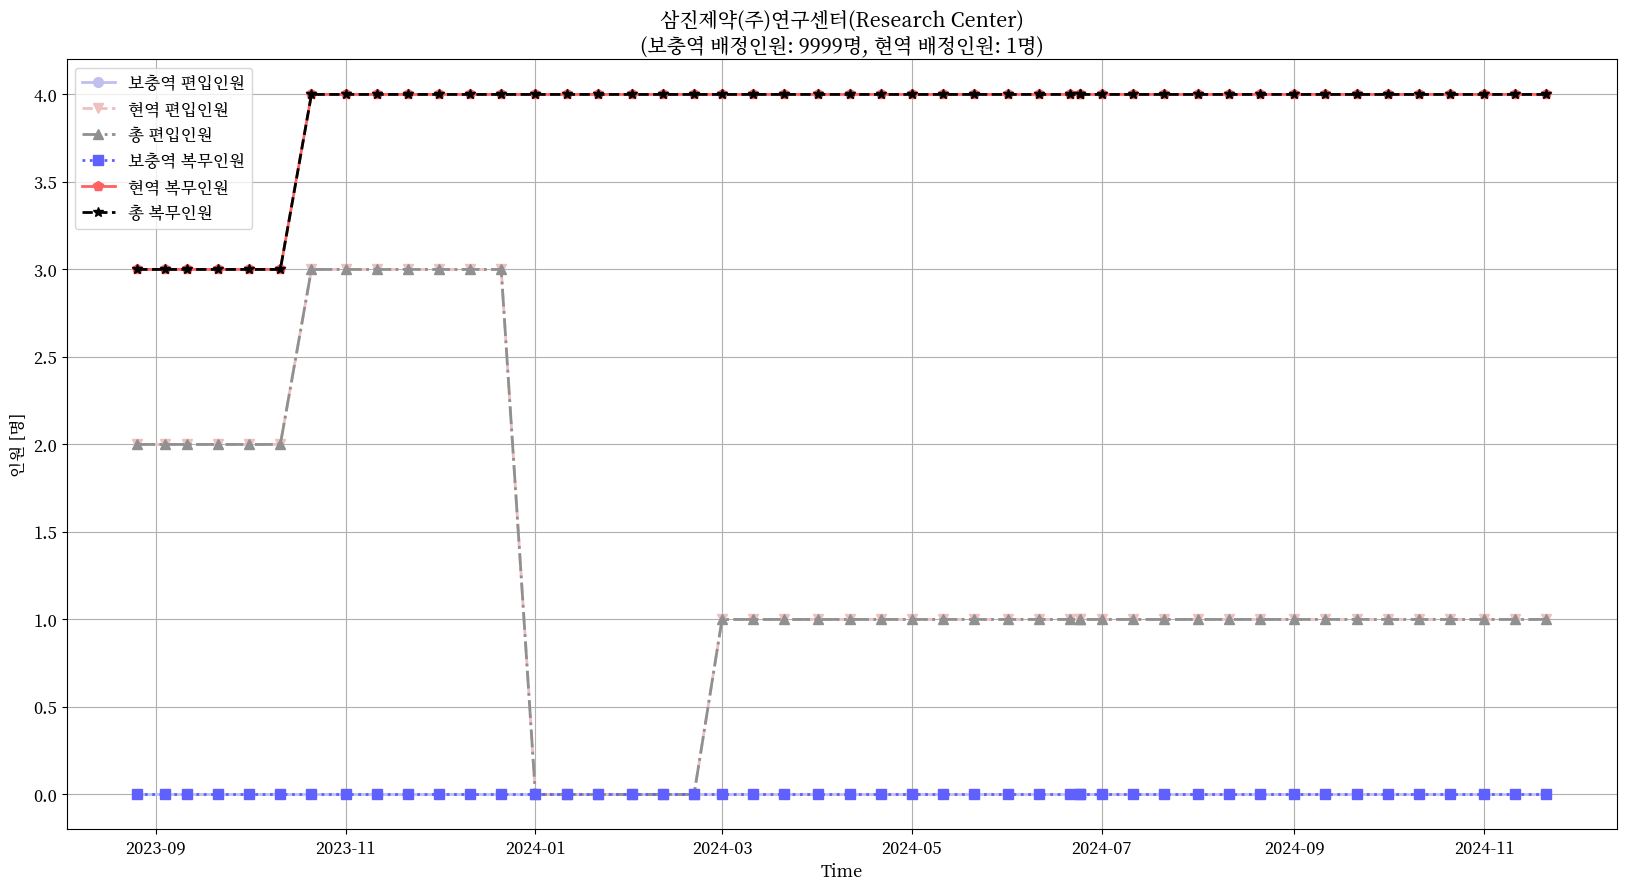 삼진제약(주)연구센터(Research Center)
(보충역 배정인원: 9999명, 현역 배정인원: 1명)
보충역 편입인원
현역 편입인원
총 편입인원
보충역 복무인원
현역 복무인원
총 복무인원
인원 [명]
4.0
3.5
3.0
2.5
2.0
1.5
1.0
0.5
0.0
2023-09
2023-11
2024-01
2024-03
2024-05
2024-07
2024-09
2024-11
Time